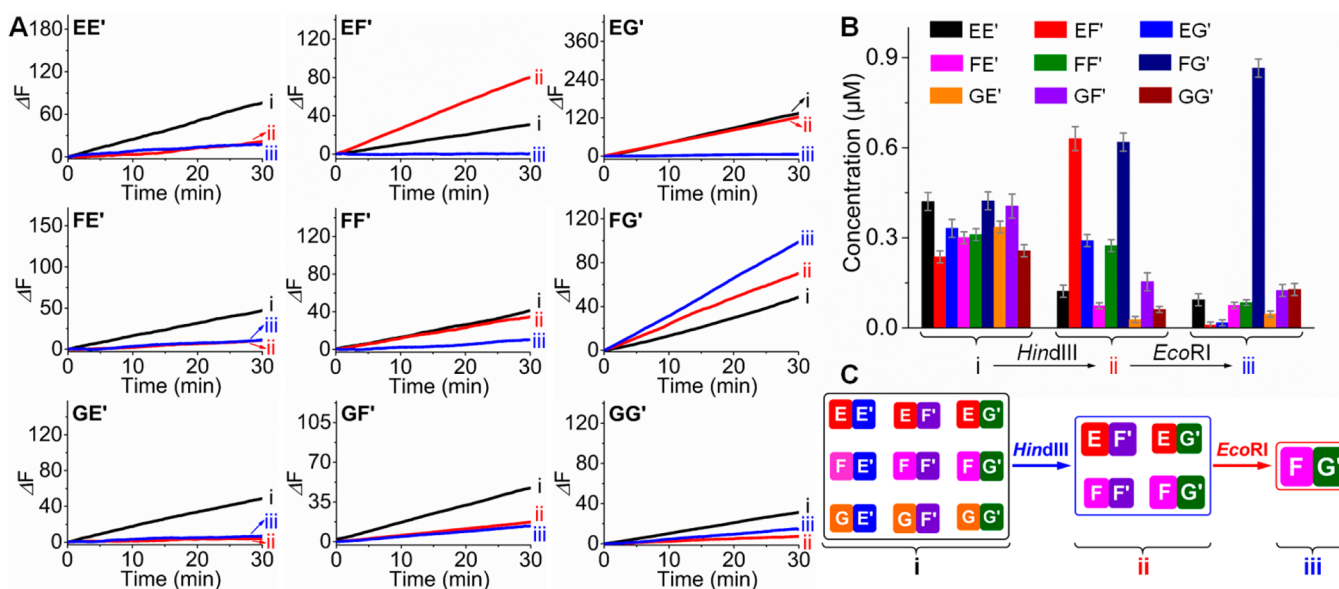 A
EE'
180
120
60
0
ΔF
i
ii
iii
0 10 20 30
Time (min)
EF'
120
80
40
0
ΔF
ii
i
iii
0 10 20 30
Time (min)
EG'
360
240
120
0
ΔF
i
ii
iii
0 10 20 30
Time (min)
FE'
150
100
50
0
ΔF
i
iii
ii
0 10 20 30
Time (min)
FF'
120
80
40
0
ΔF
i
ii
iii
0 10 20 30
Time (min)
FG'
120
80
40
0
ΔF
iii
ii
i
0 10 20 30
Time (min)
GE'
120
80
40
0
ΔF
i
iii
ii
0 10 20 30
Time (min)
GF'
105
70
35
0
ΔF
i
ii
iii
0 10 20 30
Time (min)
GG'
120
80
40
0
ΔF
i
iii
ii
0 10 20 30
Time (min)
B
EE' EF' EG'
FE' FF' FG'
GE' GF' GG'
0.9
0.6
0.3
0.0
Concentration (μM)
i HindIII ii EcoRI iii
C
E E' E F' E G'
F E' F F' F G'
G E' G F' G G'
HindIII
E F' E G'
F F' F G'
EcoRI
F G'
i ii iii